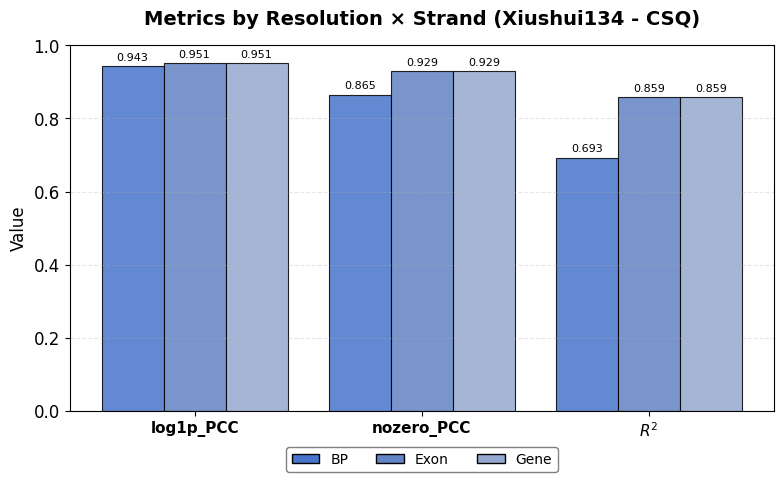 Metrics by Resolution × Strand (Xiushui134 - CSQ)
1.0
0.8
0.6
0.4
0.2
0.0
Value
0.943
0.951
0.951
0.865
0.929
0.929
0.693
0.859
0.859
log1p_PCC
nozero_PCC
R²
BP
Exon
Gene